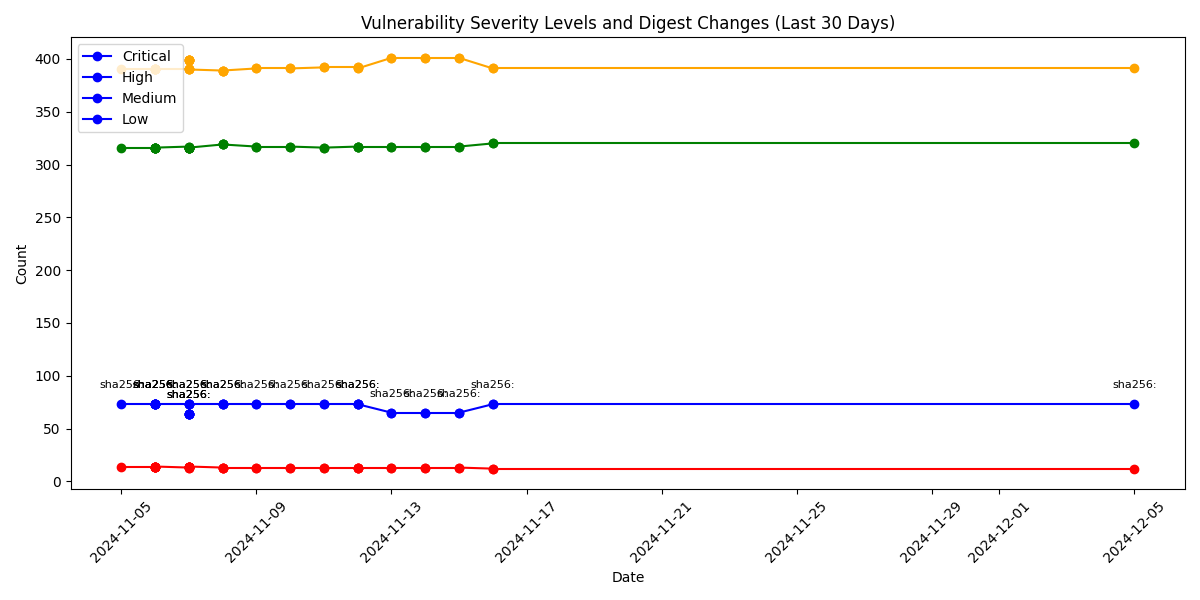 Vulnerability Severity Levels and Digest Changes (Last 30 Days)
Critical
High
Medium
Low
400
350
300
250
200
150
100
50
0
Count
sha256: sha256: sha256: sha256: sha256: sha256: sha256: sha256: sha256: sha256:
sha256: sha256: sha256: sha256:
2024-11-05
2024-11-09
2024-11-13
2024-11-17
2024-11-21
2024-11-25
2024-11-29
2024-12-01
2024-12-05
Date